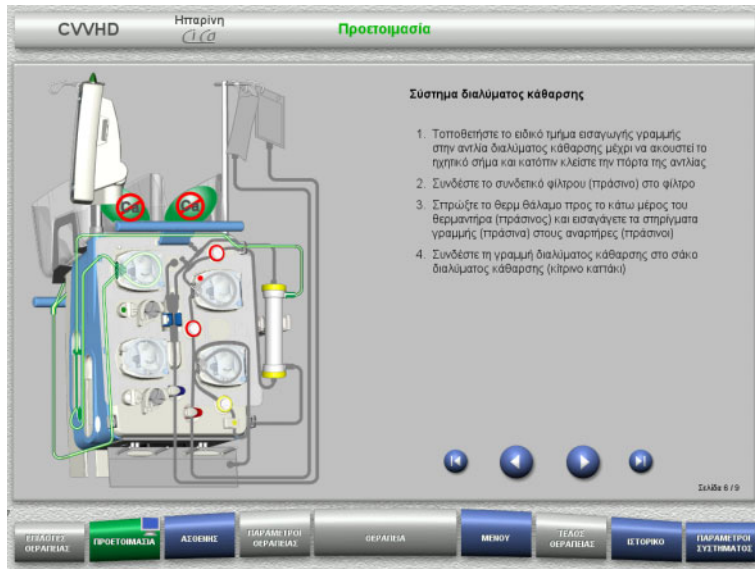 CVVHD
Ηπαρίνη
Ci Ca
Προετοιμασία
Σύστημα διαλύματος κάθαρσης
1. Τοποθετήστε το ειδικό τμήμα εισαγωγής γραμμής
στην αντλία διαλύματος κάθαρσης μέχρι να ακουστεί το
ηχητικό σήμα και κατόπιν κλείστε την πόρτα της αντλίας
2. Συνδέστε το συνδετικό φίλτρου (πράσινο) στο φίλτρο
3. Σπρώξτε το θερμ θάλαμο προς το κάτω μέρος του
θερμαντήρα (πράσινος) και εισαγάγετε τα στηρίγματα
γραμμής (πράσινα) στους αναρτήρες (πράσινοι)
4. Συνδέστε τη γραμμή διαλύματος κάθαρσης στο σάκο
διαλύματος κάθαρσης (κίτρινο καπάκι)
Ca Ca
Σελίδα 6 / 9
ΕΠΙΛΟΓΕΣ
ΘΕΡΑΠΕΙΑΣ
ΠΡΟΕΤΟΙΜΑΣΙΑ
ΑΣΘΕΝΗΣ
ΠΑΡΑΜΕΤΡΟΙ
ΘΕΡΑΠΕΙΑΣ
ΘΕΡΑΠΕΙΑ
ΜΕΝΟΥ
ΤΕΛΟΣ
ΘΕΡΑΠΕΙΑΣ
ΙΣΤΟΡΙΚΟ
ΠΑΡΑΜΕΤΡΟΙ
ΣΥΣΤΗΜΑΤΟΣ